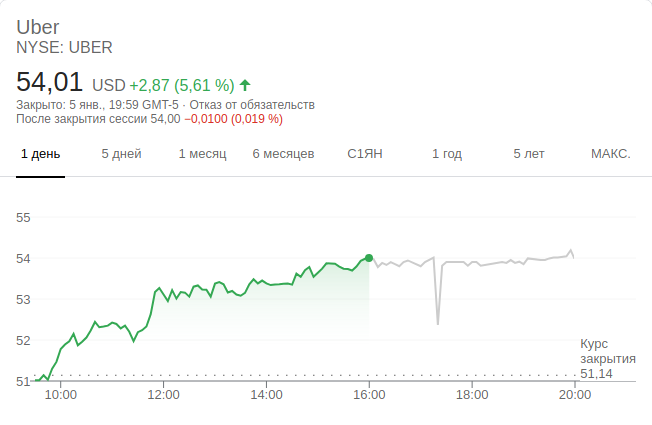 Uber
NYSE: UBER
54,01 USD +2,87 (5,61 %)
Закрыто: 5 янв., 19:59 GMT-5 · Отказ от обязательств
После закрытия сессии 54,00 −0,0100 (0,019 %)
1 день 5 дней 1 месяц 6 месяцев С1ЯН 1 год 5 лет МАКС.
55
54
53
52
Курс
закрытия
51,14
51
10:00 12:00 14:00 16:00 18:00 20:00